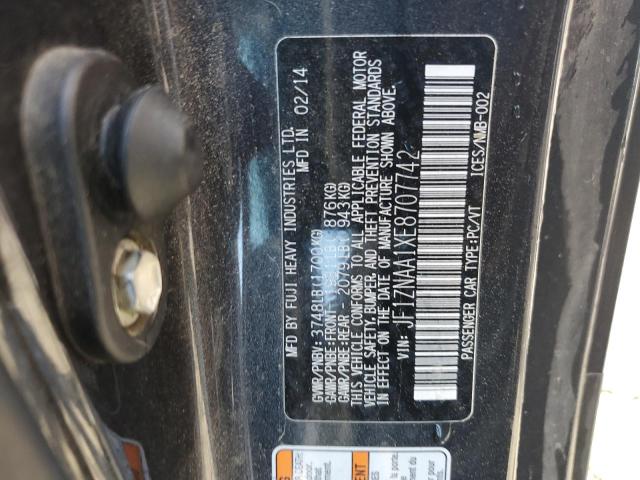 MFD BY FUJI HEAVY INDUSTRIES LTD. 02/14
GVWR/PNBV: 3748LB(1700KG)
GAWR/PNBE:FRONT 1931LB( 876KG)
GAWR/PNBE:REAR 2079LB( 943KG)
THIS VEHICLE CONFORMS TO ALL APPLICABLE FEDERAL MOTOR
VEHICLE SAFETY, BUMPER, AND THEFT PREVENTION STANDARDS
IN EFFECT ON THE DATE OF MANUFACTURE SHOWN ABOVE.
VIN: JF1ZNAA1XE8707742
PASSENGER CAR TYPE:PC/VT ICES/NMB-002